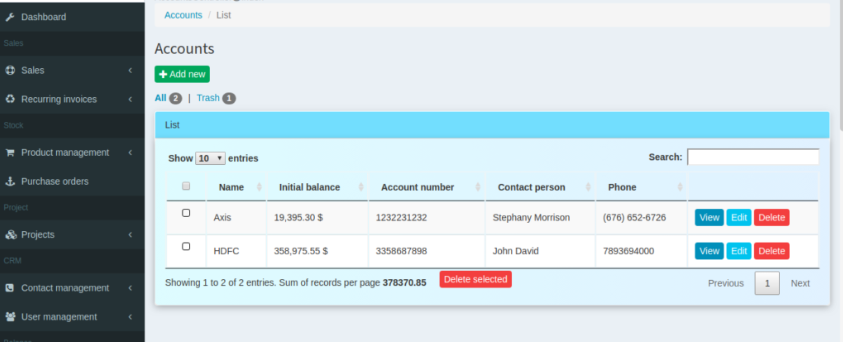 Dashboard
Sales
Sales
Recurring invoices
Stock
Product management
Purchase orders
Project
Projects
CRM
Contact management
User management
Accounts / List
Accounts
Add new
All 2 | Trash 1
List
Show 10 entries
Search:
Name Initial balance Account number Contact person Phone
Axis 19,395.30 $ 1232231232 Stephany Morrison (676) 652-6726 View Edit Delete
HDFC 358,975.55 $ 3358687898 John David 7893694000 View Edit Delete
Showing 1 to 2 of 2 entries. Sum of records per page 378370.85 Delete selected
Previous 1 Next